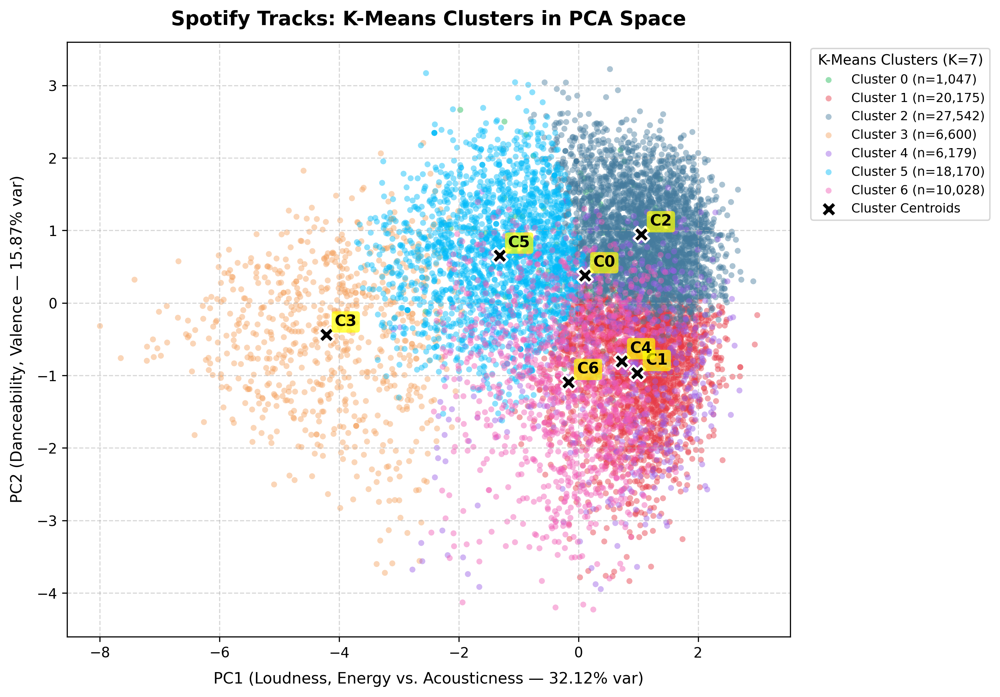 Spotify Tracks: K-Means Clusters in PCA Space
K-Means Clusters (K=7)
Cluster 0 (n=1,047)
Cluster 1 (n=20,175)
Cluster 2 (n=27,542)
Cluster 3 (n=6,600)
Cluster 4 (n=6,179)
Cluster 5 (n=18,170)
Cluster 6 (n=10,028)
Cluster Centroids
PC2 (Danceability, Valence — 15.87% var)
3
2
1
0
−1
−2
−3
−4
C2
C5
C0
C3
C4
C1
C6
−8
−6
−4
−2
0
2
PC1 (Loudness, Energy vs. Acousticness — 32.12% var)